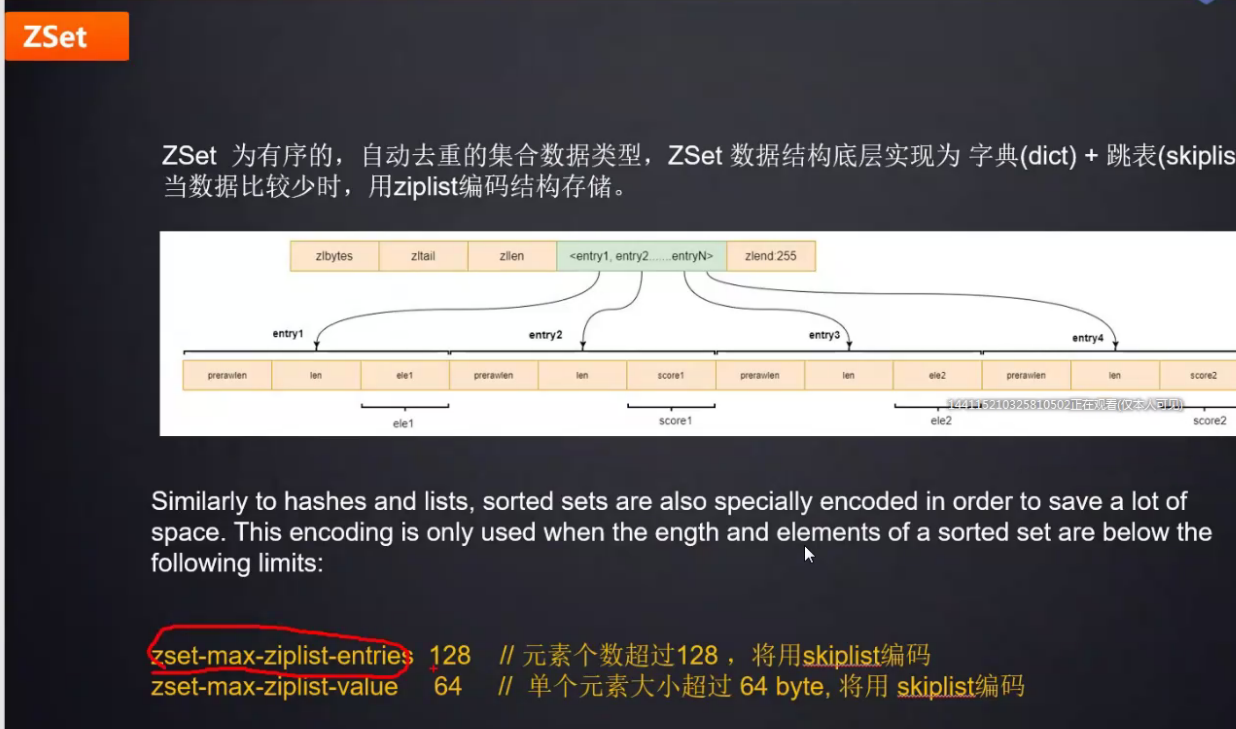 ZSet
ZSet 为有序的，自动去重的集合数据类型，ZSet 数据结构底层实现为 字典(dict) + 跳表(skiplis
当数据比较少时，用ziplist编码结构存储。
zlbytes zltail zllen <entry1, entry2.......entryN> zlend:255
entry1 entry2 entry3 entry4
prerawlen len ele1 prerawlen len score1 prerawlen len ele2 prerawlen len score2
144115210325810502正在观看(仅本人可见)
ele1 score1 ele2 score2
Similarly to hashes and lists, sorted sets are also specially encoded in order to save a lot of
space. This encoding is only used when the ength and elements of a sorted set are below the
following limits:
zset-max-ziplist-entries 128 // 元素个数超过128 ，将用skiplist编码
zset-max-ziplist-value 64 // 单个元素大小超过 64 byte, 将用 skiplist编码